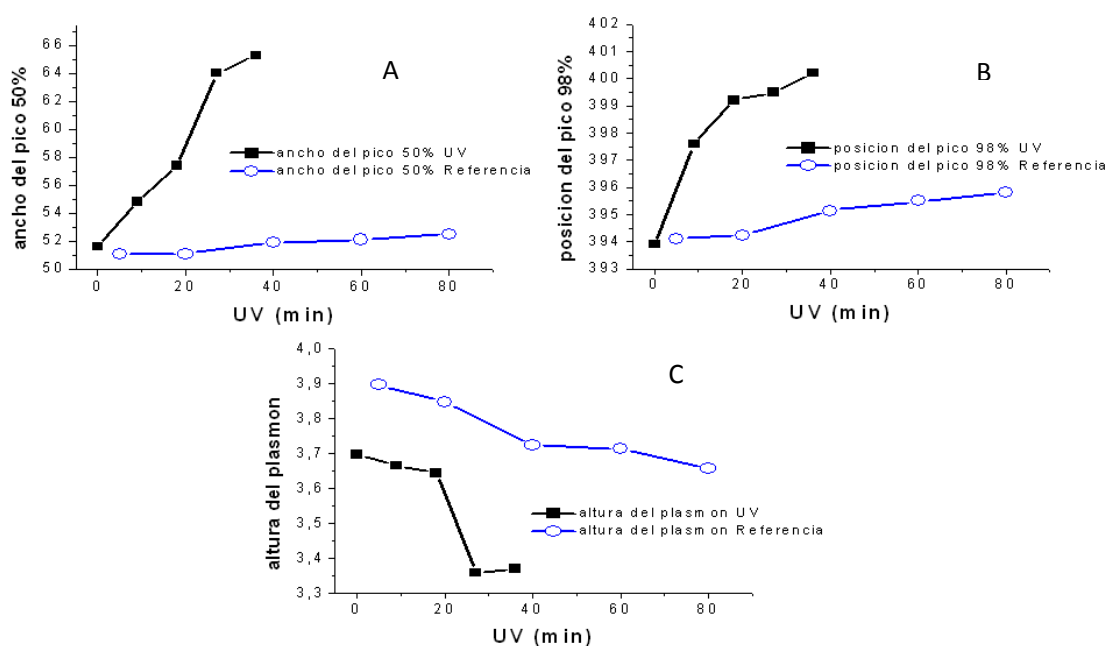 A
ancho del pico 50%
66
64
62
60
58
56
54
52
50
ancho del pico 50% UV
ancho del pico 50% Referencia
0 20 40 60 80
UV (min)
B
posicion del pico 98%
402
401
400
399
398
397
396
395
394
393
posicion del pico 98% UV
posicion del pico 98% Referencia
0 20 40 60 80
UV (min)
C
altura del plasmon
4,0
3,9
3,8
3,7
3,6
3,5
3,4
3,3
altura del plasmon UV
altura del plasmon Referencia
0 20 40 60 80
UV (min)